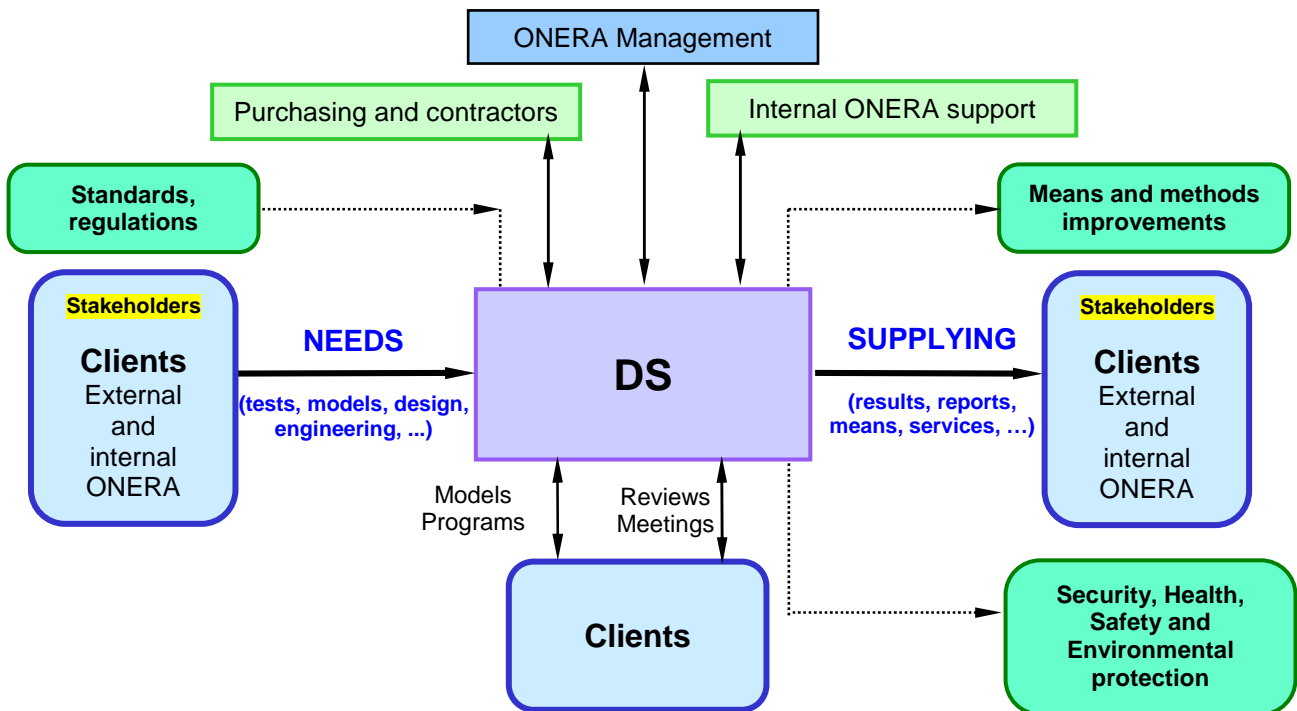 ONERA Management
Purchasing and contractors
Internal ONERA support
Standards,
regulations
Means and methods
improvements
Stakeholders
Clients
External
and
internal
ONERA
NEEDS
(tests, models, design,
engineering, ...)
DS
SUPPLYING
(results, reports,
means, services, …)
Stakeholders
Clients
External
and
internal
ONERA
Models
Programs
Reviews
Meetings
Clients
Security, Health,
Safety and
Environmental
protection